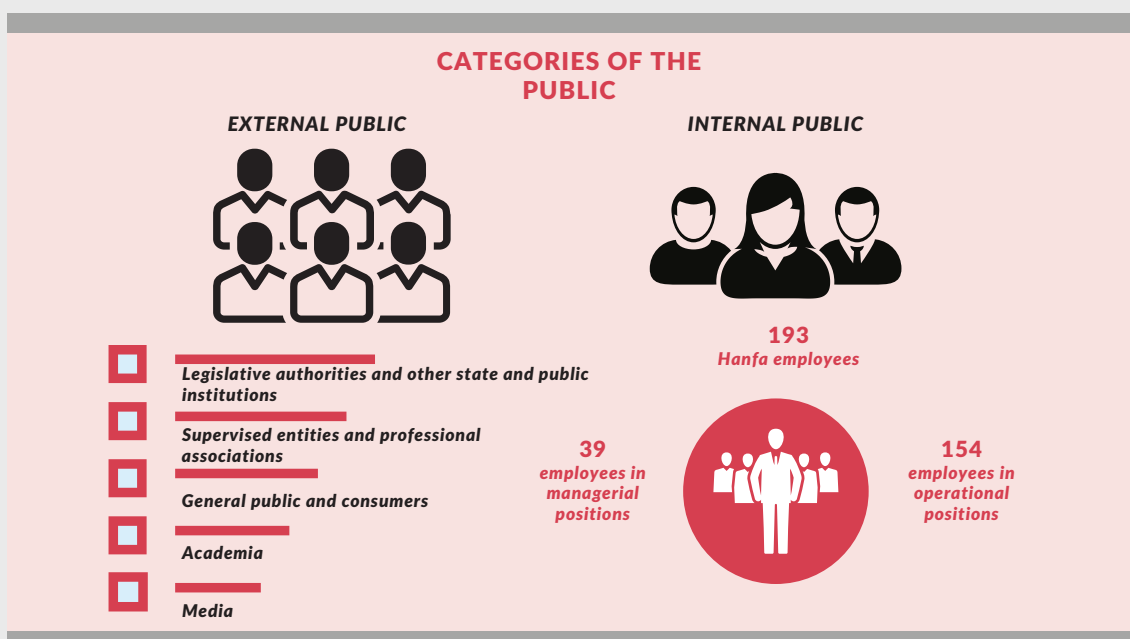 CATEGORIES OF THE
PUBLIC
EXTERNAL PUBLIC
INTERNAL PUBLIC
Legislative authorities and other state and public
institutions
Supervised entities and professional
associations
General public and consumers
Academia
Media
193
Hanfa employees
39
employees in
managerial
positions
154
employees in
operational
positions